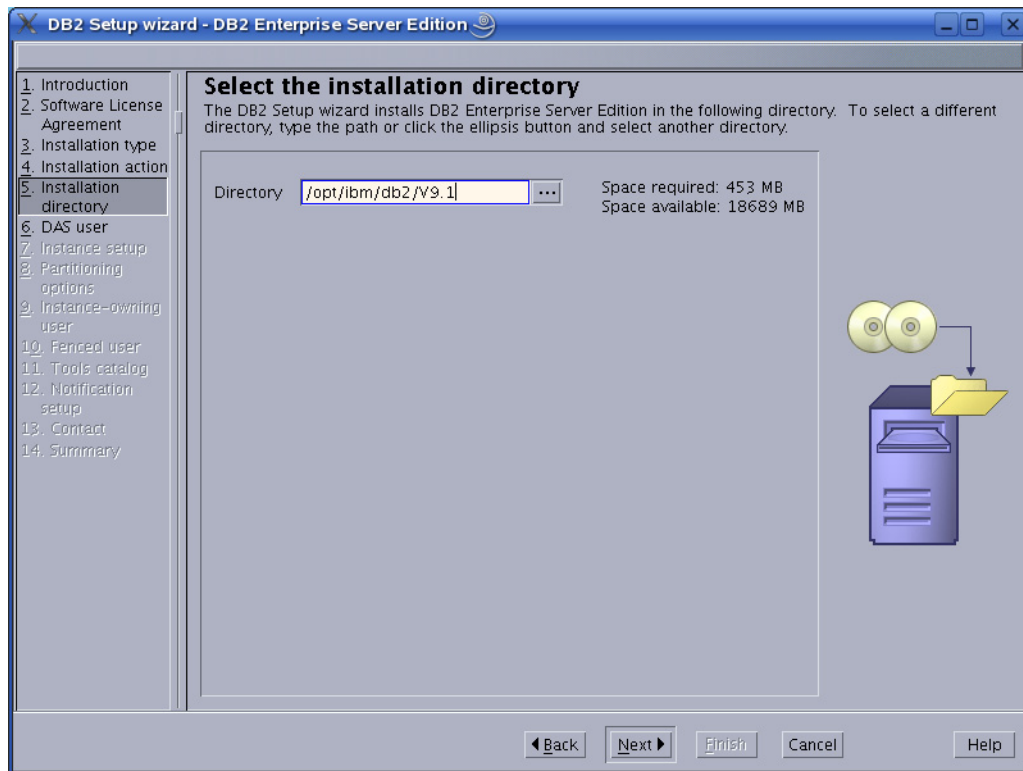 DB2 Setup wizard - DB2 Enterprise Server Edition
1. Introduction
2. Software License
Agreement
3. Installation type
4. Installation action
5. Installation
directory
6. DAS user
7. Instance setup
8. Partitioning
options
9. Instance-owning
user
10. Fenced user
11. Tools catalog
12. Notification
setup
13. Contact
14. Summary
Select the installation directory
The DB2 Setup wizard installs DB2 Enterprise Server Edition in the following directory. To select a different
directory, type the path or click the ellipsis button and select another directory.
Directory /opt/ibm/db2/V9.1 ...
Space required: 453 MB
Space available: 18689 MB
Back Next Finish Cancel Help